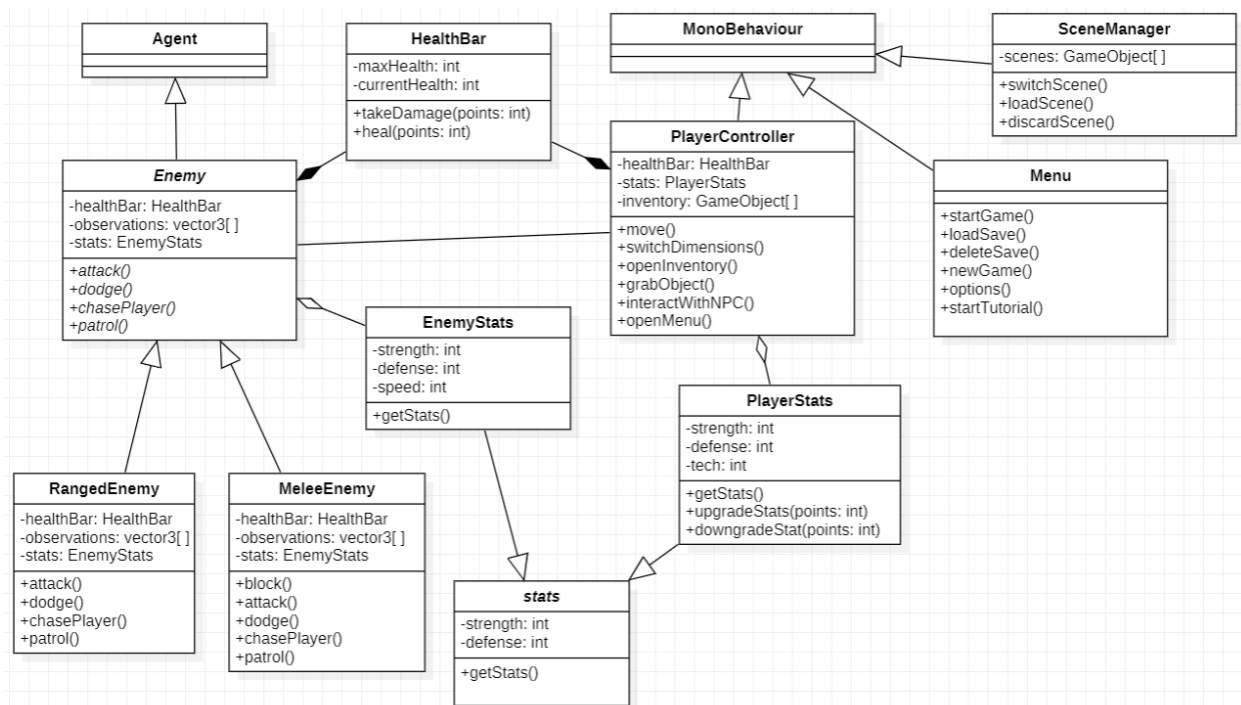 Agent
HealthBar
-maxHealth: int
-currentHealth: int
+takeDamage(points: int)
+heal(points: int)
MonoBehaviour
SceneManager
-scenes: GameObject[ ]
+switchScene()
+loadScene()
+discardScene()
Enemy
-healthBar: HealthBar
-observations: vector3[ ]
-stats: EnemyStats
+attack()
+dodge()
+chasePlayer()
+patrol()
PlayerController
-healthBar: HealthBar
-stats: PlayerStats
-inventory: GameObject[ ]
+move()
+switchDimensions()
+openInventory()
+grabObject()
+interactWithNPC()
+openMenu()
Menu
+startGame()
+loadSave()
+deleteSave()
+newGame()
+options()
+startTutorial()
EnemyStats
-strength: int
-defense: int
-speed: int
+getStats()
PlayerStats
-strength: int
-defense: int
-tech: int
+getStats()
+upgradeStats(points: int)
+downgradeStat(points: int)
RangedEnemy
-healthBar: HealthBar
-observations: vector3[ ]
-stats: EnemyStats
+attack()
+dodge()
+chasePlayer()
+patrol()
MeleeEnemy
-healthBar: HealthBar
-observations: vector3[ ]
-stats: EnemyStats
+block()
+attack()
+dodge()
+chasePlayer()
+patrol()
stats
-strength: int
-defense: int
+getStats()